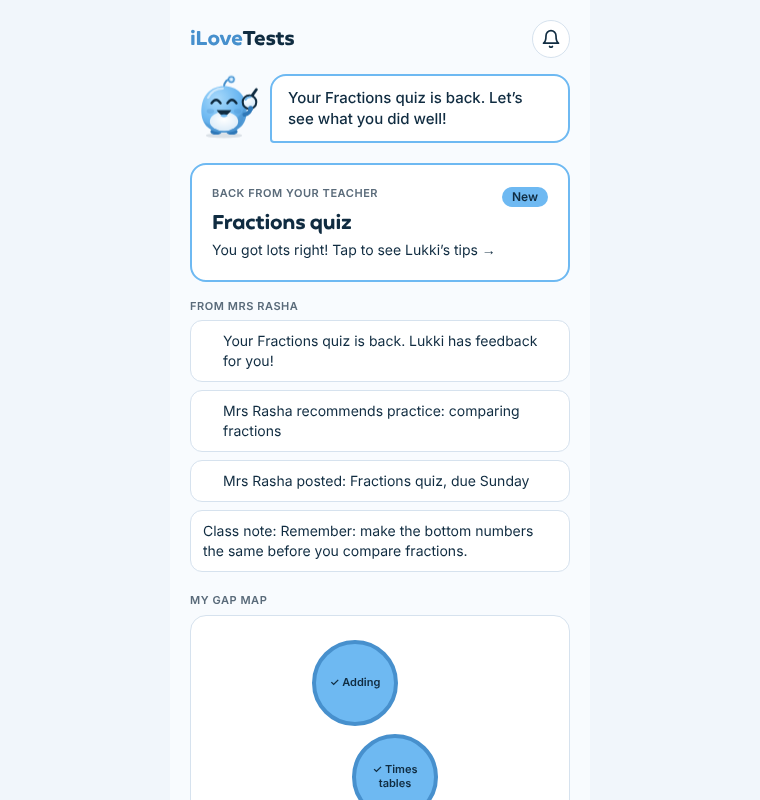 iLoveTests
Your Fractions quiz is back. Let's
see what you did well!
BACK FROM YOUR TEACHER
New
Fractions quiz
You got lots right! Tap to see Lukki's tips →
FROM MRS RASHA
Your Fractions quiz is back. Lukki has feedback
for you!
Mrs Rasha recommends practice: comparing
fractions
Mrs Rasha posted: Fractions quiz, due Sunday
Class note: Remember: make the bottom numbers
the same before you compare fractions.
MY GAP MAP
✓ Adding
✓ Times
tables